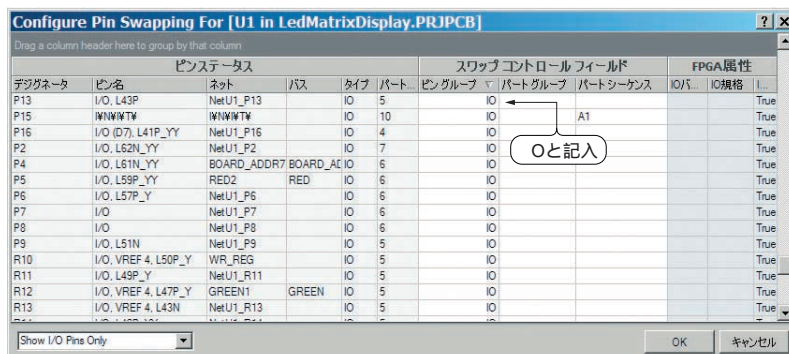 Configure Pin Swapping For [U1 in LedMatrixDisplay.PRJPCB]
Drag a column header here to group by that column
ピンステータス スワップ コントロール フィールド FPGA属性
デジグネータ ピン名 ネット バス タイプ パート... ピン グループ パート グループ パート シーケンス IOバ... IO規格 I...
P13 I/O, L43P NetU1_P13 IO 5 IO True
P15 I¥N¥I¥T¥ I¥N¥I¥T¥ IO 10 IO A1 True
P16 I/O (D7), L41P_YY NetU1_P16 IO 4 IO True
P2 I/O, L62N_YY NetU1_P2 IO 7 IO True
P4 I/O, L61N_YY BOARD_ADDR7 BOARD_AD IO 6 IO True
P5 I/O, L59P_YY RED2 RED IO 6 IO True
P6 I/O, L57P_Y NetU1_P6 IO 6 IO True
P7 I/O NetU1_P7 IO 6 IO True
P8 I/O NetU1_P8 IO 6 IO True
P9 I/O, L51N NetU1_P9 IO 5 IO True
R10 I/O, VREF 4, L50P_Y WR_REG IO 5 IO True
R11 I/O, L49P_Y NetU1_R11 IO 5 IO True
R12 I/O, VREF 4, L47P_Y GREEN1 GREEN IO 5 IO True
R13 I/O, VREF 4, L43N NetU1_R13 IO 5 IO True
Oと記入
Show I/O Pins Only OK キャンセル